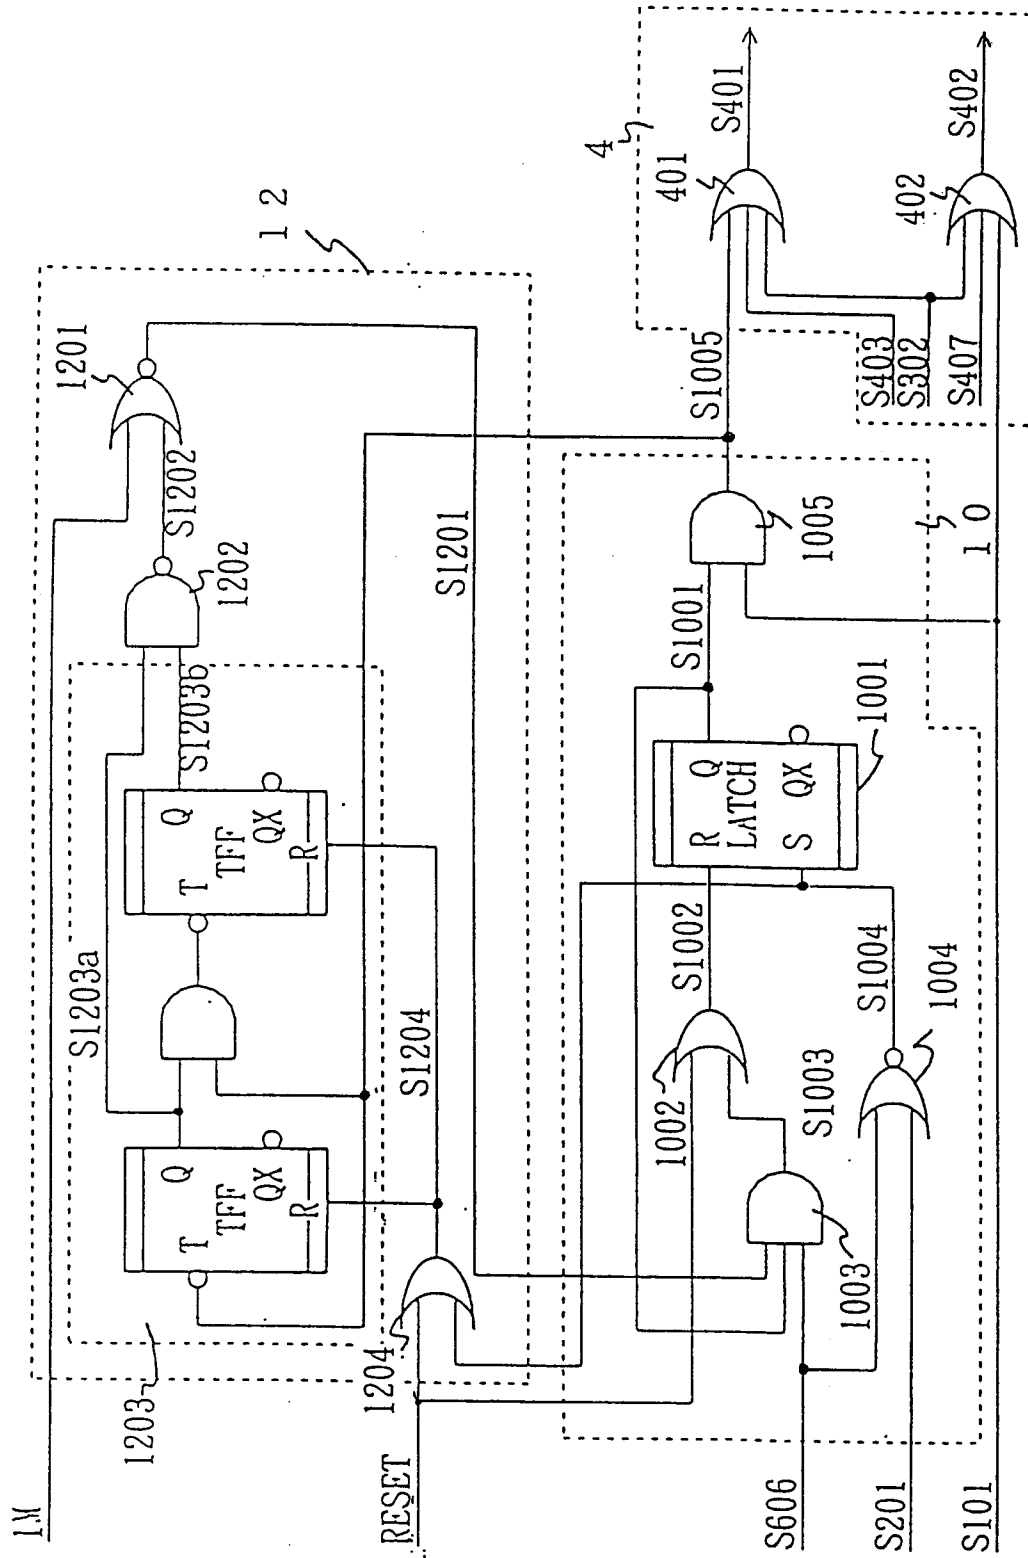 1M
RESET
S606
S201
S101
1203
T
Q
TFF
QX
R
S1203a
T
Q
TFF
QX
R
S1203b
1202
S1202
1201
1 2
1204
S1204
S1201
1003
1002
S1003
S1002
1004
S1004
R
Q
LATCH
S
QX
1001
S1001
1005
1 0
S1005
S403
S302
S407
4
401
S401
402
S402